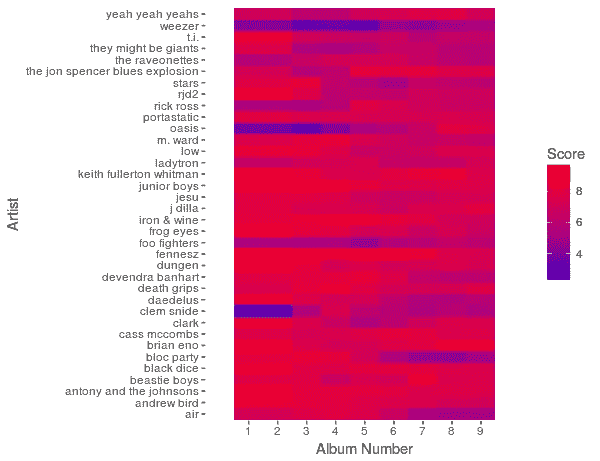 yeah yeah yeahs
weezer
t.i.
they might be giants
the raveonettes
the jon spencer blues explosion
stars
rjd2
rick ross
portastatic
oasis
m. ward
low
ladytron
keith fullerton whitman
junior boys
jesu
j dilla
iron & wine
frog eyes
foo fighters
fennesz
dungen
devendra banhart
death grips
daedelus
clem snide
clark
cass mccombs
brian eno
bloc party
black dice
beastie boys
antony and the johnsons
andrew bird
air
Artist
1 2 3 4 5 6 7 8 9
Album Number
Score
8
6
4